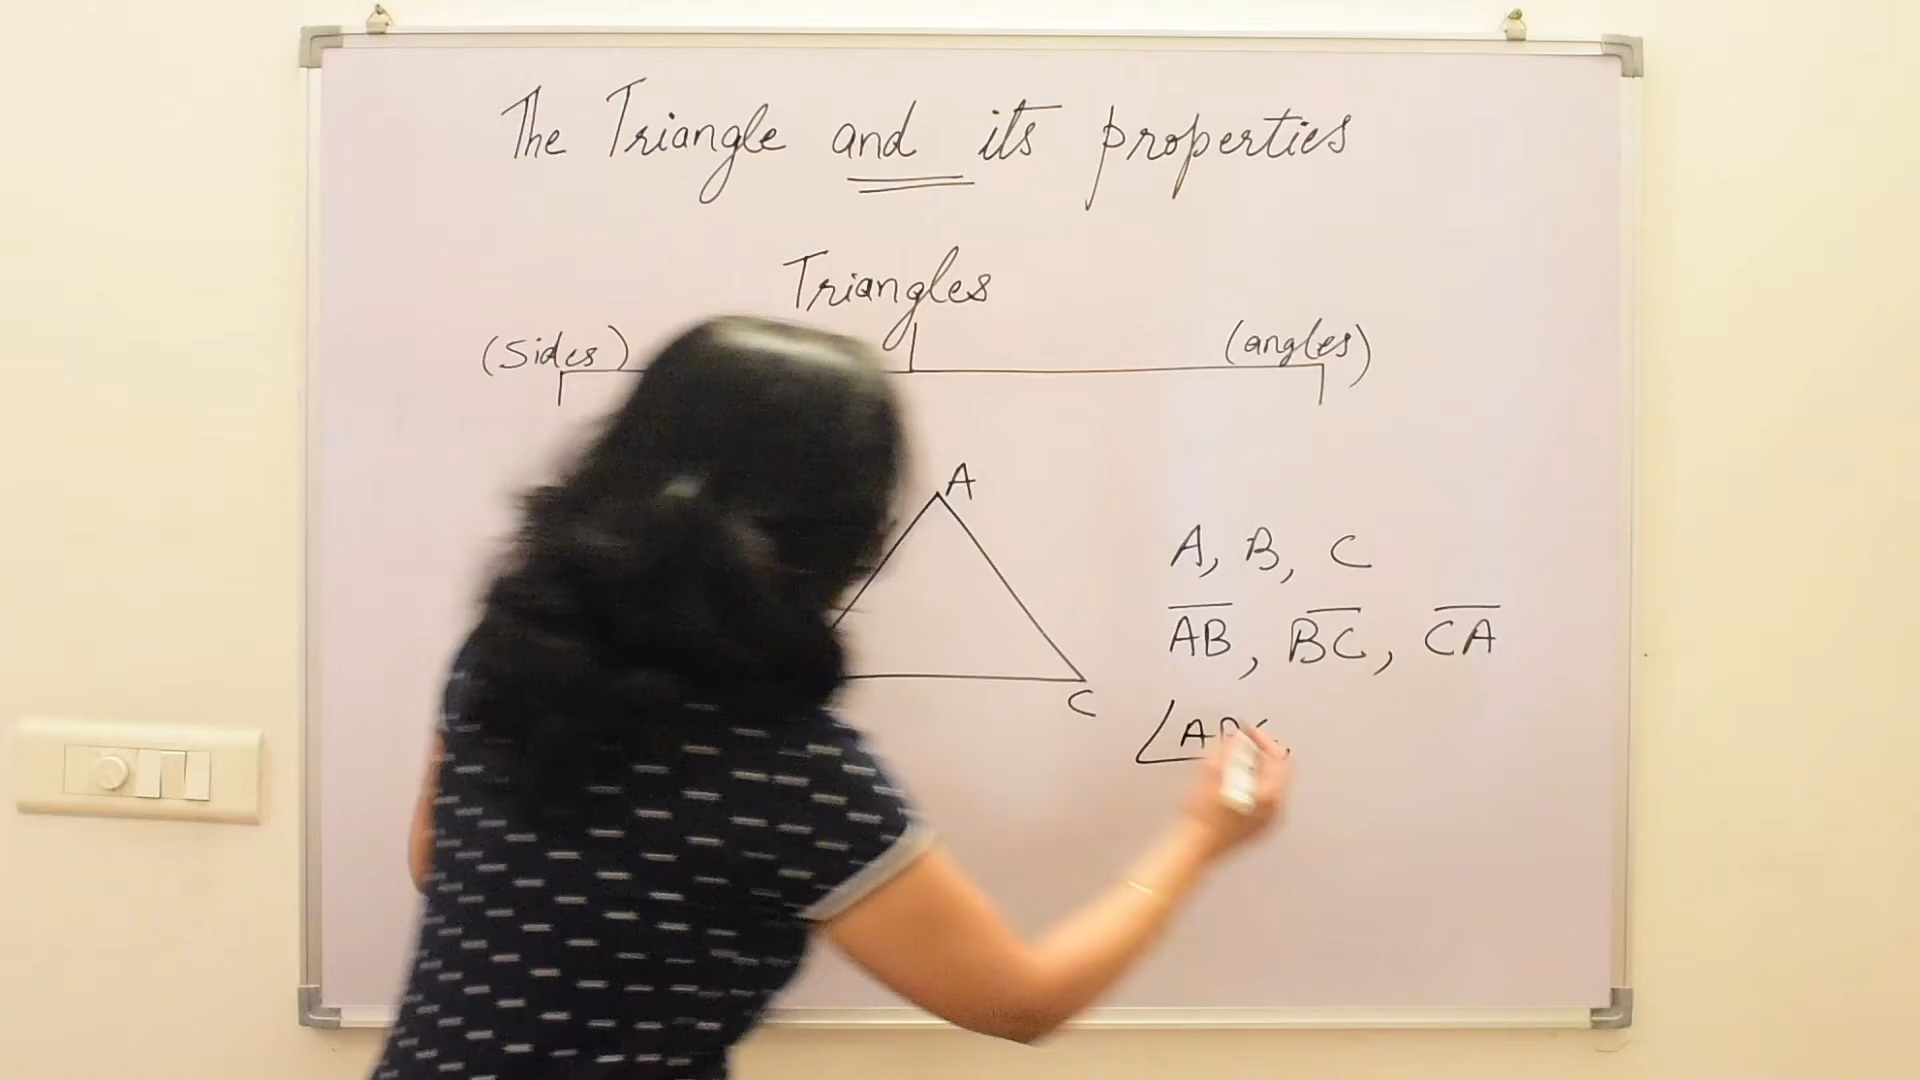 The Triangle and its properties
Triangles
(Sides) (angles)
A
A, B, C
AB, BC, CA
C